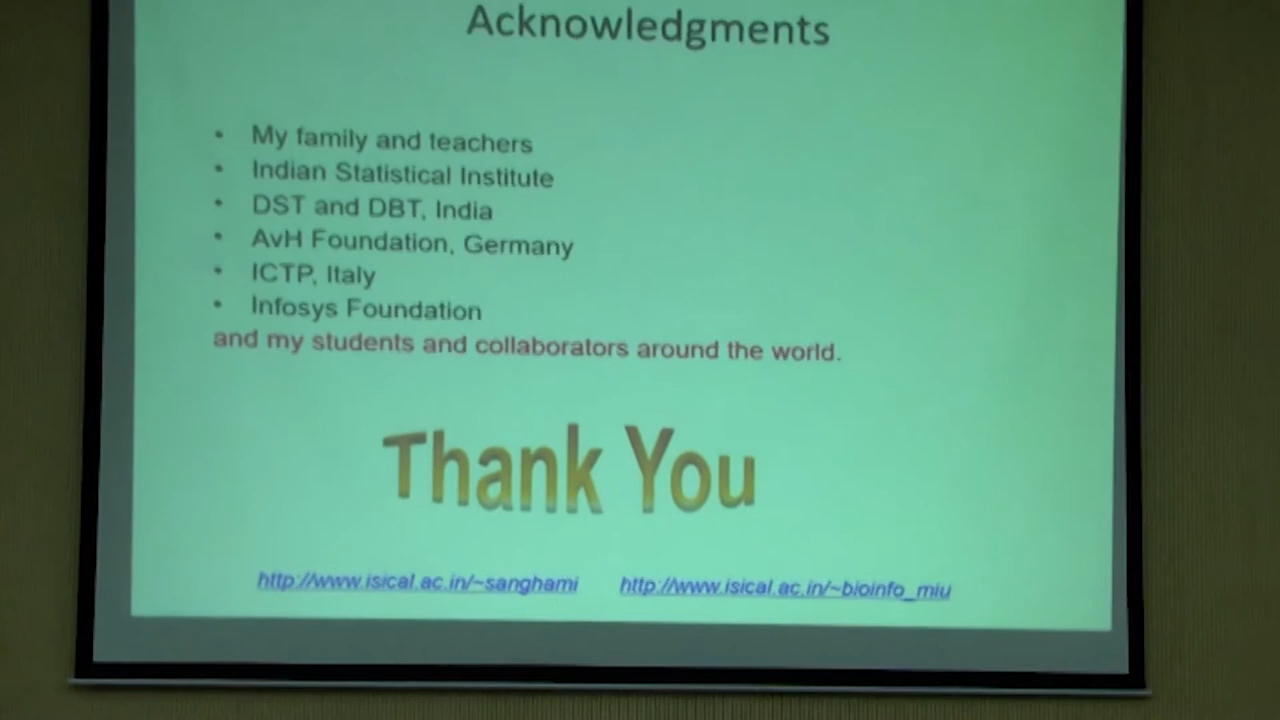 Acknowledgments
• My family and teachers
• Indian Statistical Institute
• DST and DBT, India
• AvH Foundation, Germany
• ICTP, Italy
• Infosys Foundation
and my students and collaborators around the world.
Thank You
http://www.isical.ac.in/~sanghami http://www.isical.ac.in/~bioinfo_miu